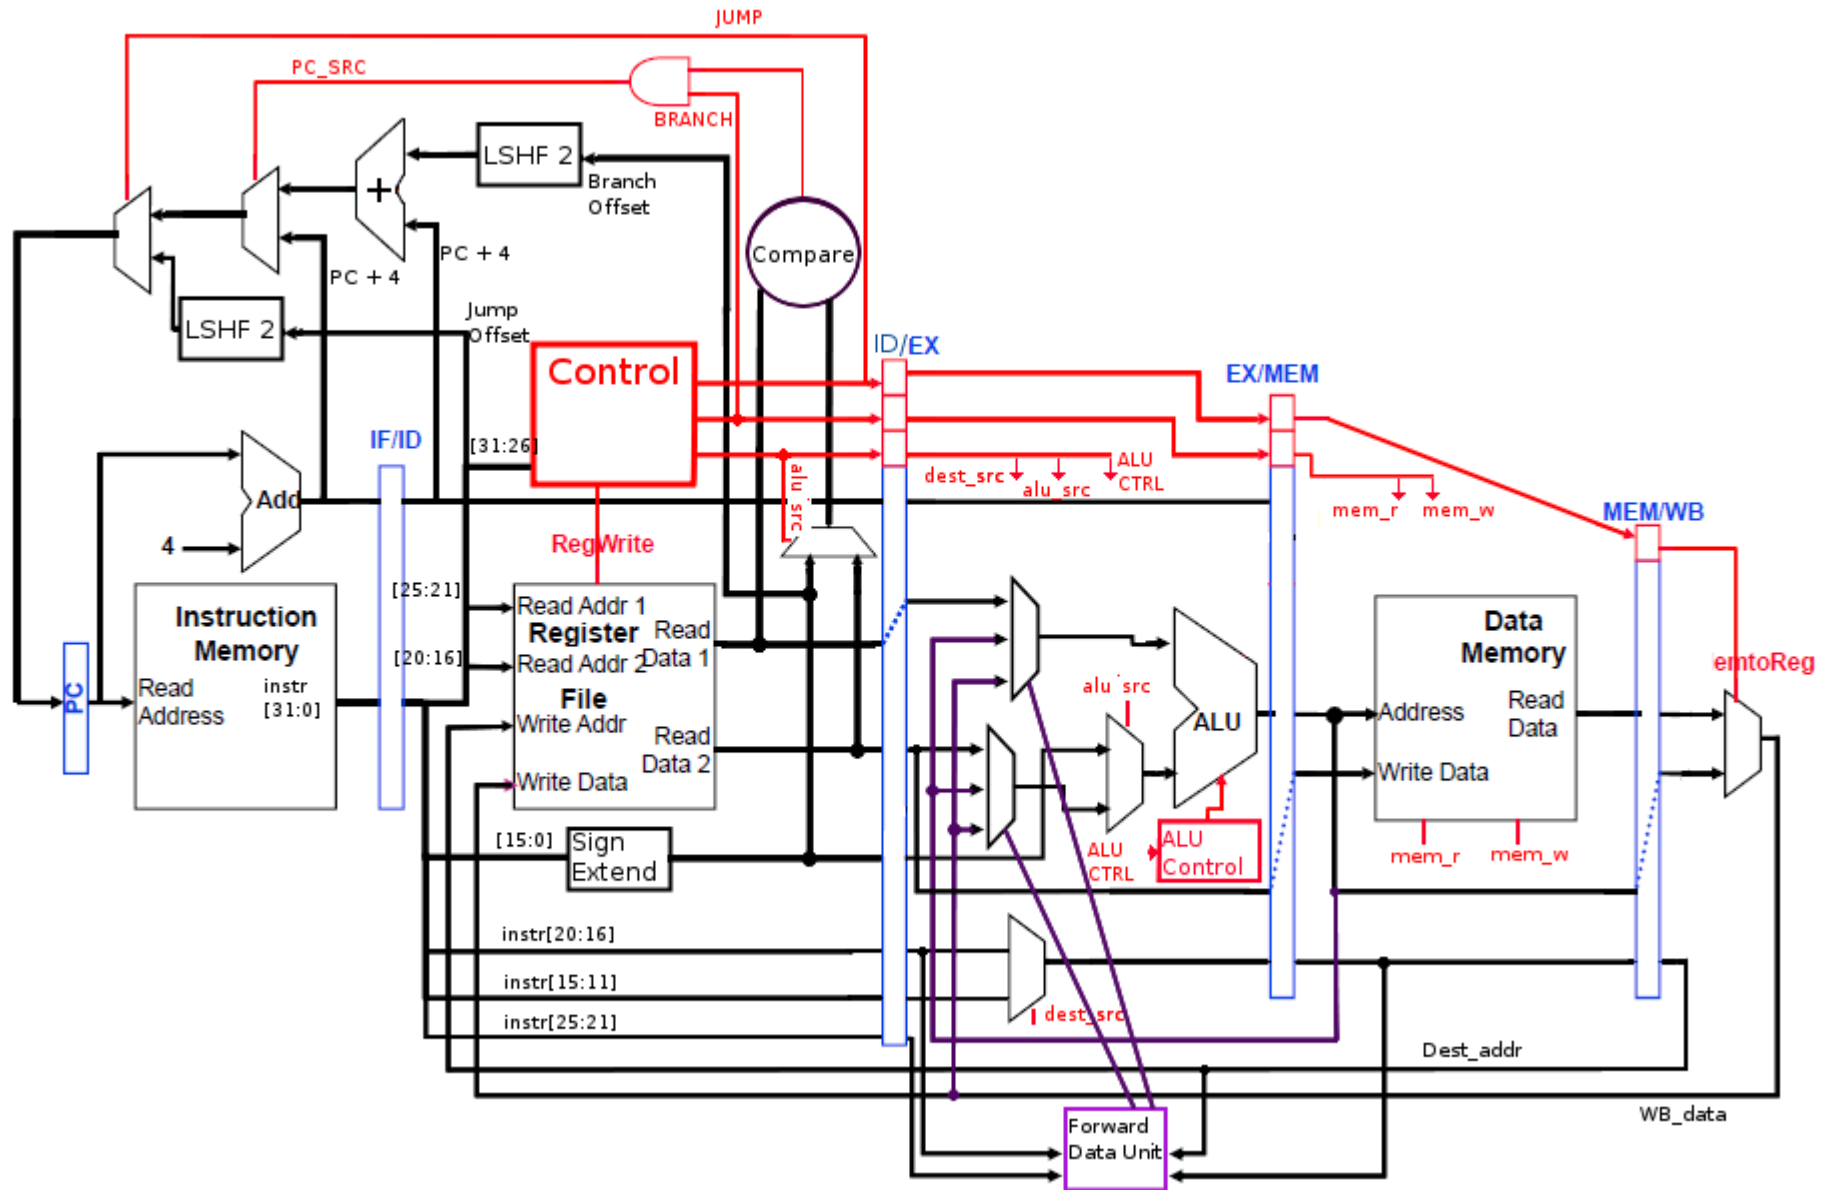 JUMP
PC_SRC
BRANCH
LSHF 2
Branch
Offset
+
Compare
PC + 4
PC + 4
LSHF 2
Jump
Offset
ID/EX
Control
EX/MEM
IF/ID
[31:26]
alu_src
dest_src
alu_src
ALU
CTRL
mem_r
mem_w
MEM/WB
Add
4
RegWrite
[25:21]
Read Addr 1
Register
Read
Data 1
[20:16]
Read Addr 2
File
Write Addr
Read
Data 2
Write Data
Instruction
Memory
PC
Read
Address
instr
[31:0]
alu_src
ALU
Data
Memory
Address
Read
Data
Write Data
emtoReg
[15:0]
Sign
Extend
ALU
CTRL
ALU
Control
mem_r
mem_w
instr[20:16]
instr[15:11]
dest_src
instr[25:21]
Dest_addr
WB_data
Forward
Data Unit